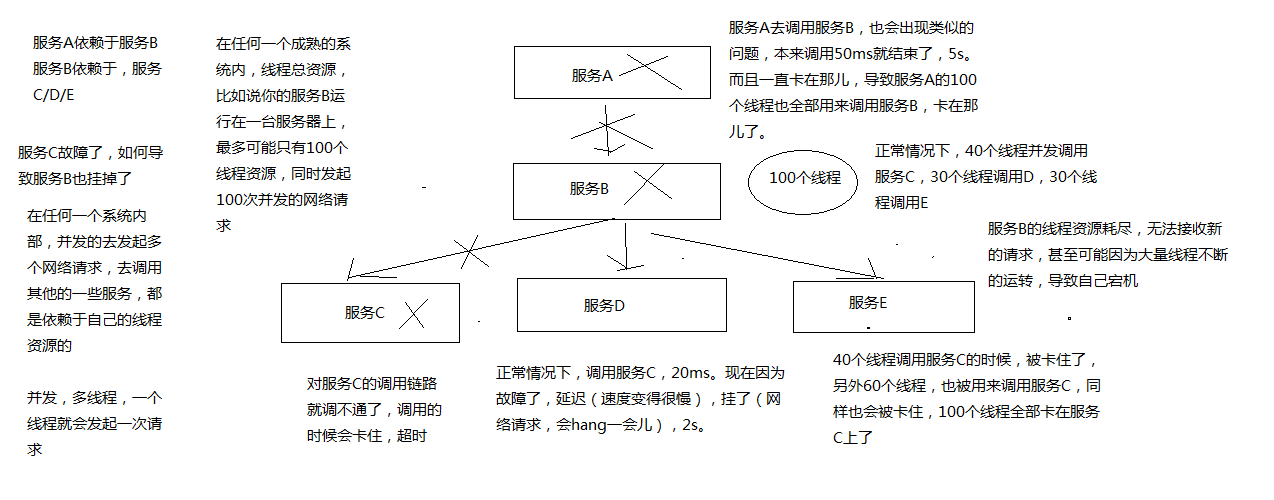 服务A依赖于服务B
服务B依赖于，服务
C/D/E
服务C故障了，如何导
致服务B也挂掉了
在任何一个系统内
部，并发的去发起多
个网络请求，去调用
其他的一些服务，都
是依赖于自己的线程
资源的
并发，多线程，一个
线程就会发起一次请
求
在任何一个成熟的系
统内，线程总资源，
比如说你的服务B运
行在一台服务器上，
最多可能只有100个
线程资源，同时发起
100次并发的网络请
求
服务A
服务B
服务C
服务D
服务E
100个线程
服务A去调用服务B，也会出现类似的
问题，本来调用50ms就结束了，5s。
而且一直卡在那儿，导致服务A的100
个线程也全部用来调用服务B，卡在那
儿了。
正常情况下，40个线程并发调用
服务C，30个线程调用D，30个线
程调用E
服务B的线程资源耗尽，无法接收新
的请求，甚至可能因为大量线程不断
的运转，导致自己宕机
对服务C的调用链路
就调不通了，调用的
时候会卡住，超时
正常情况下，调用服务C，20ms。现在因为
故障了，延迟（速度变得很慢），挂了（网
络请求，会hang一会儿），2s。
40个线程调用服务C的时候，被卡住了，
另外60个线程，也被用来调用服务C，同
样也会被卡住，100个线程全部卡在服务
C上了